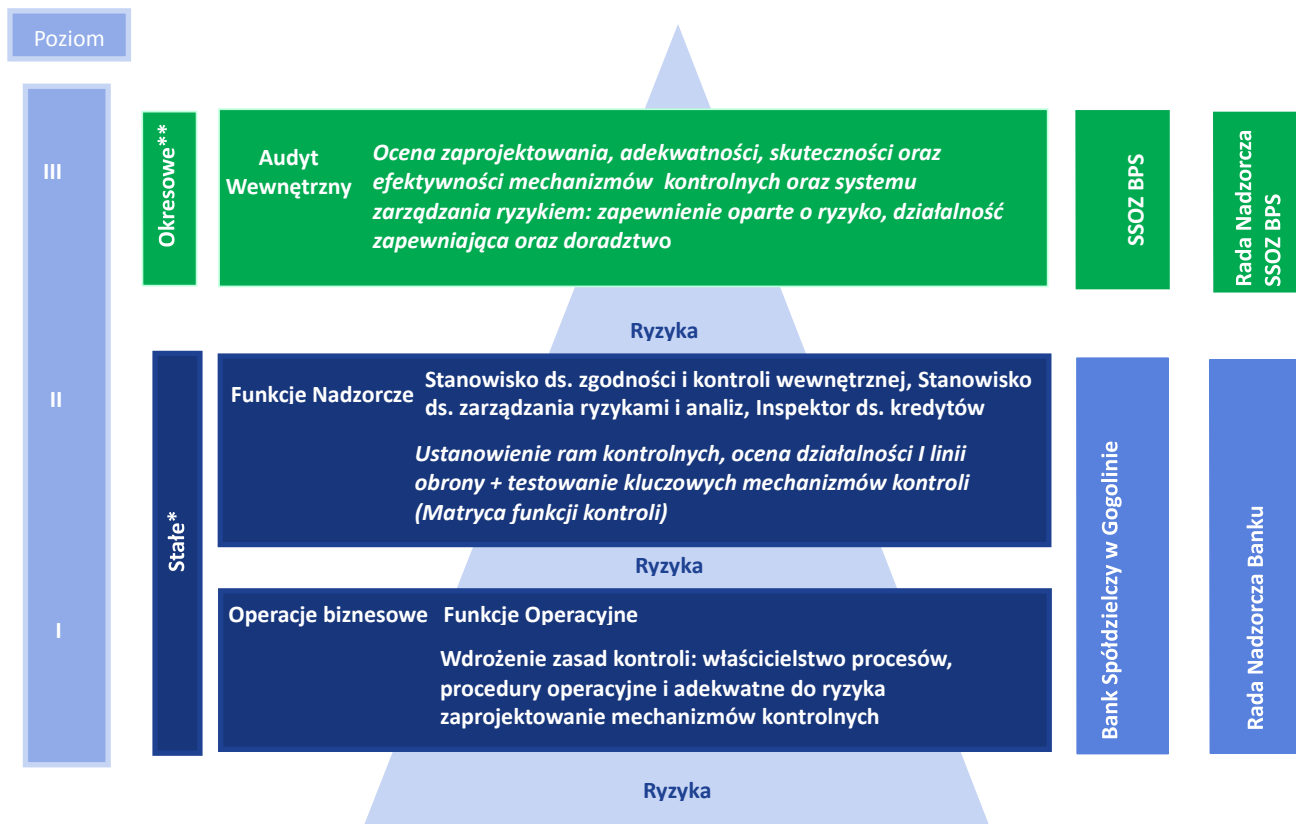 Poziom
III
Okresowe**
Audyt
Wewnętrzny
Ocena zaprojektowania, adekwatności, skuteczności oraz
efektywności mechanizmów kontrolnych oraz systemu
zarządzania ryzykiem: zapewnienie oparte o ryzyko, działalność
zapewniająca oraz doradztwo
SSOZ BPS
Rada Nadzorcza
SSOZ BPS
Ryzyka
II
Stałe*
Funkcje Nadzorcze
Stanowisko ds. zgodności i kontroli wewnętrznej, Stanowisko
ds. zarządzania ryzykami i analiz, Inspektor ds. kredytów
Ustanowienie ram kontrolnych, ocena działalności I linii
obrony + testowanie kluczowych mechanizmów kontroli
(Matryca funkcji kontroli)
Bank Spółdzielczy w Gogolinie
Rada Nadzorcza Banku
Ryzyka
I
Operacje biznesowe
Funkcje Operacyjne
Wdrożenie zasad kontroli: właścicielstwo procesów,
procedury operacyjne i adekwatne do ryzyka
zaprojektowanie mechanizmów kontrolnych
Ryzyka